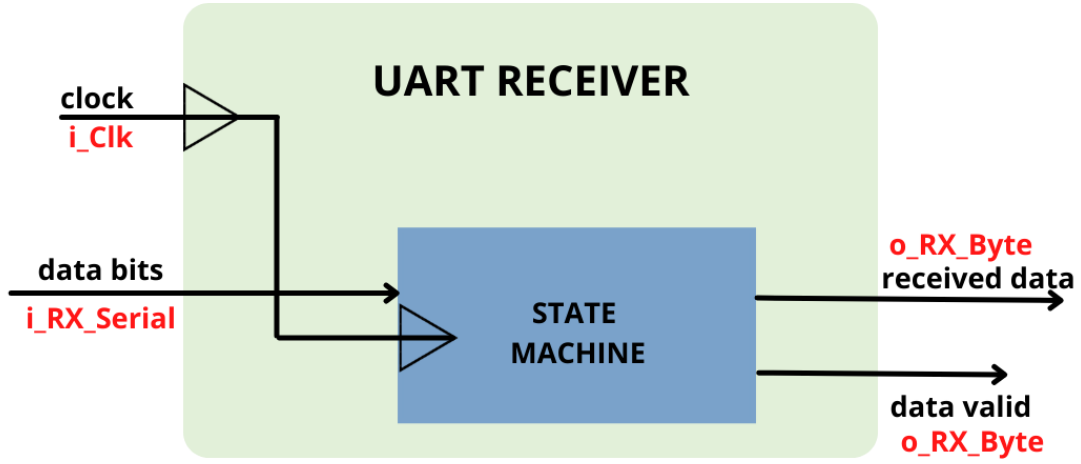 UART RECEIVER
clock
i_Clk
data bits
i_RX_Serial
STATE
MACHINE
o_RX_Byte
received data
data valid
o_RX_Byte